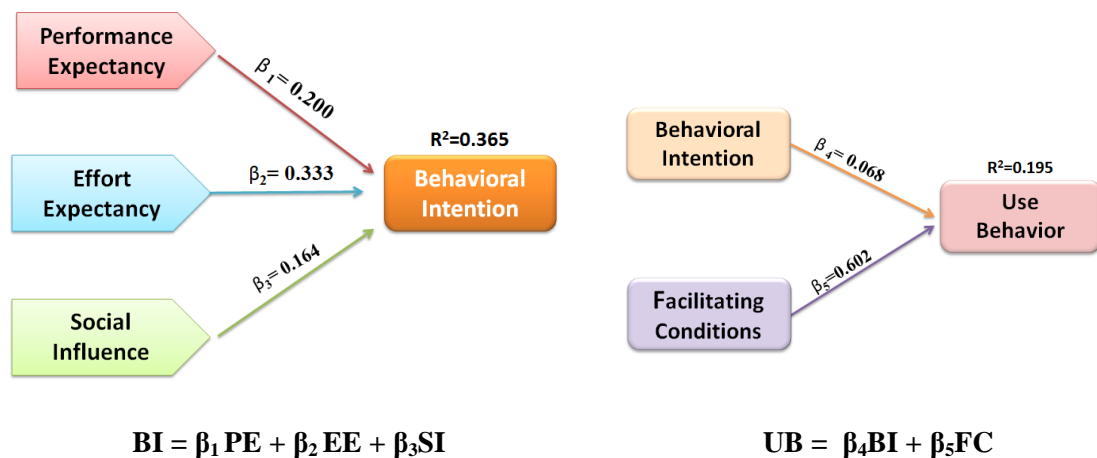 Performance
Expectancy
β₁= 0.200
Effort
Expectancy
β₂= 0.333
Social
Influence
β₃= 0.164
R²=0.365
Behavioral
Intention
Behavioral
Intention
β₄= 0.068
Facilitating
Conditions
β₅=0.602
R²=0.195
Use
Behavior
BI = β₁ PE + β₂ EE + β₃SI
UB = β₄BI + β₅FC